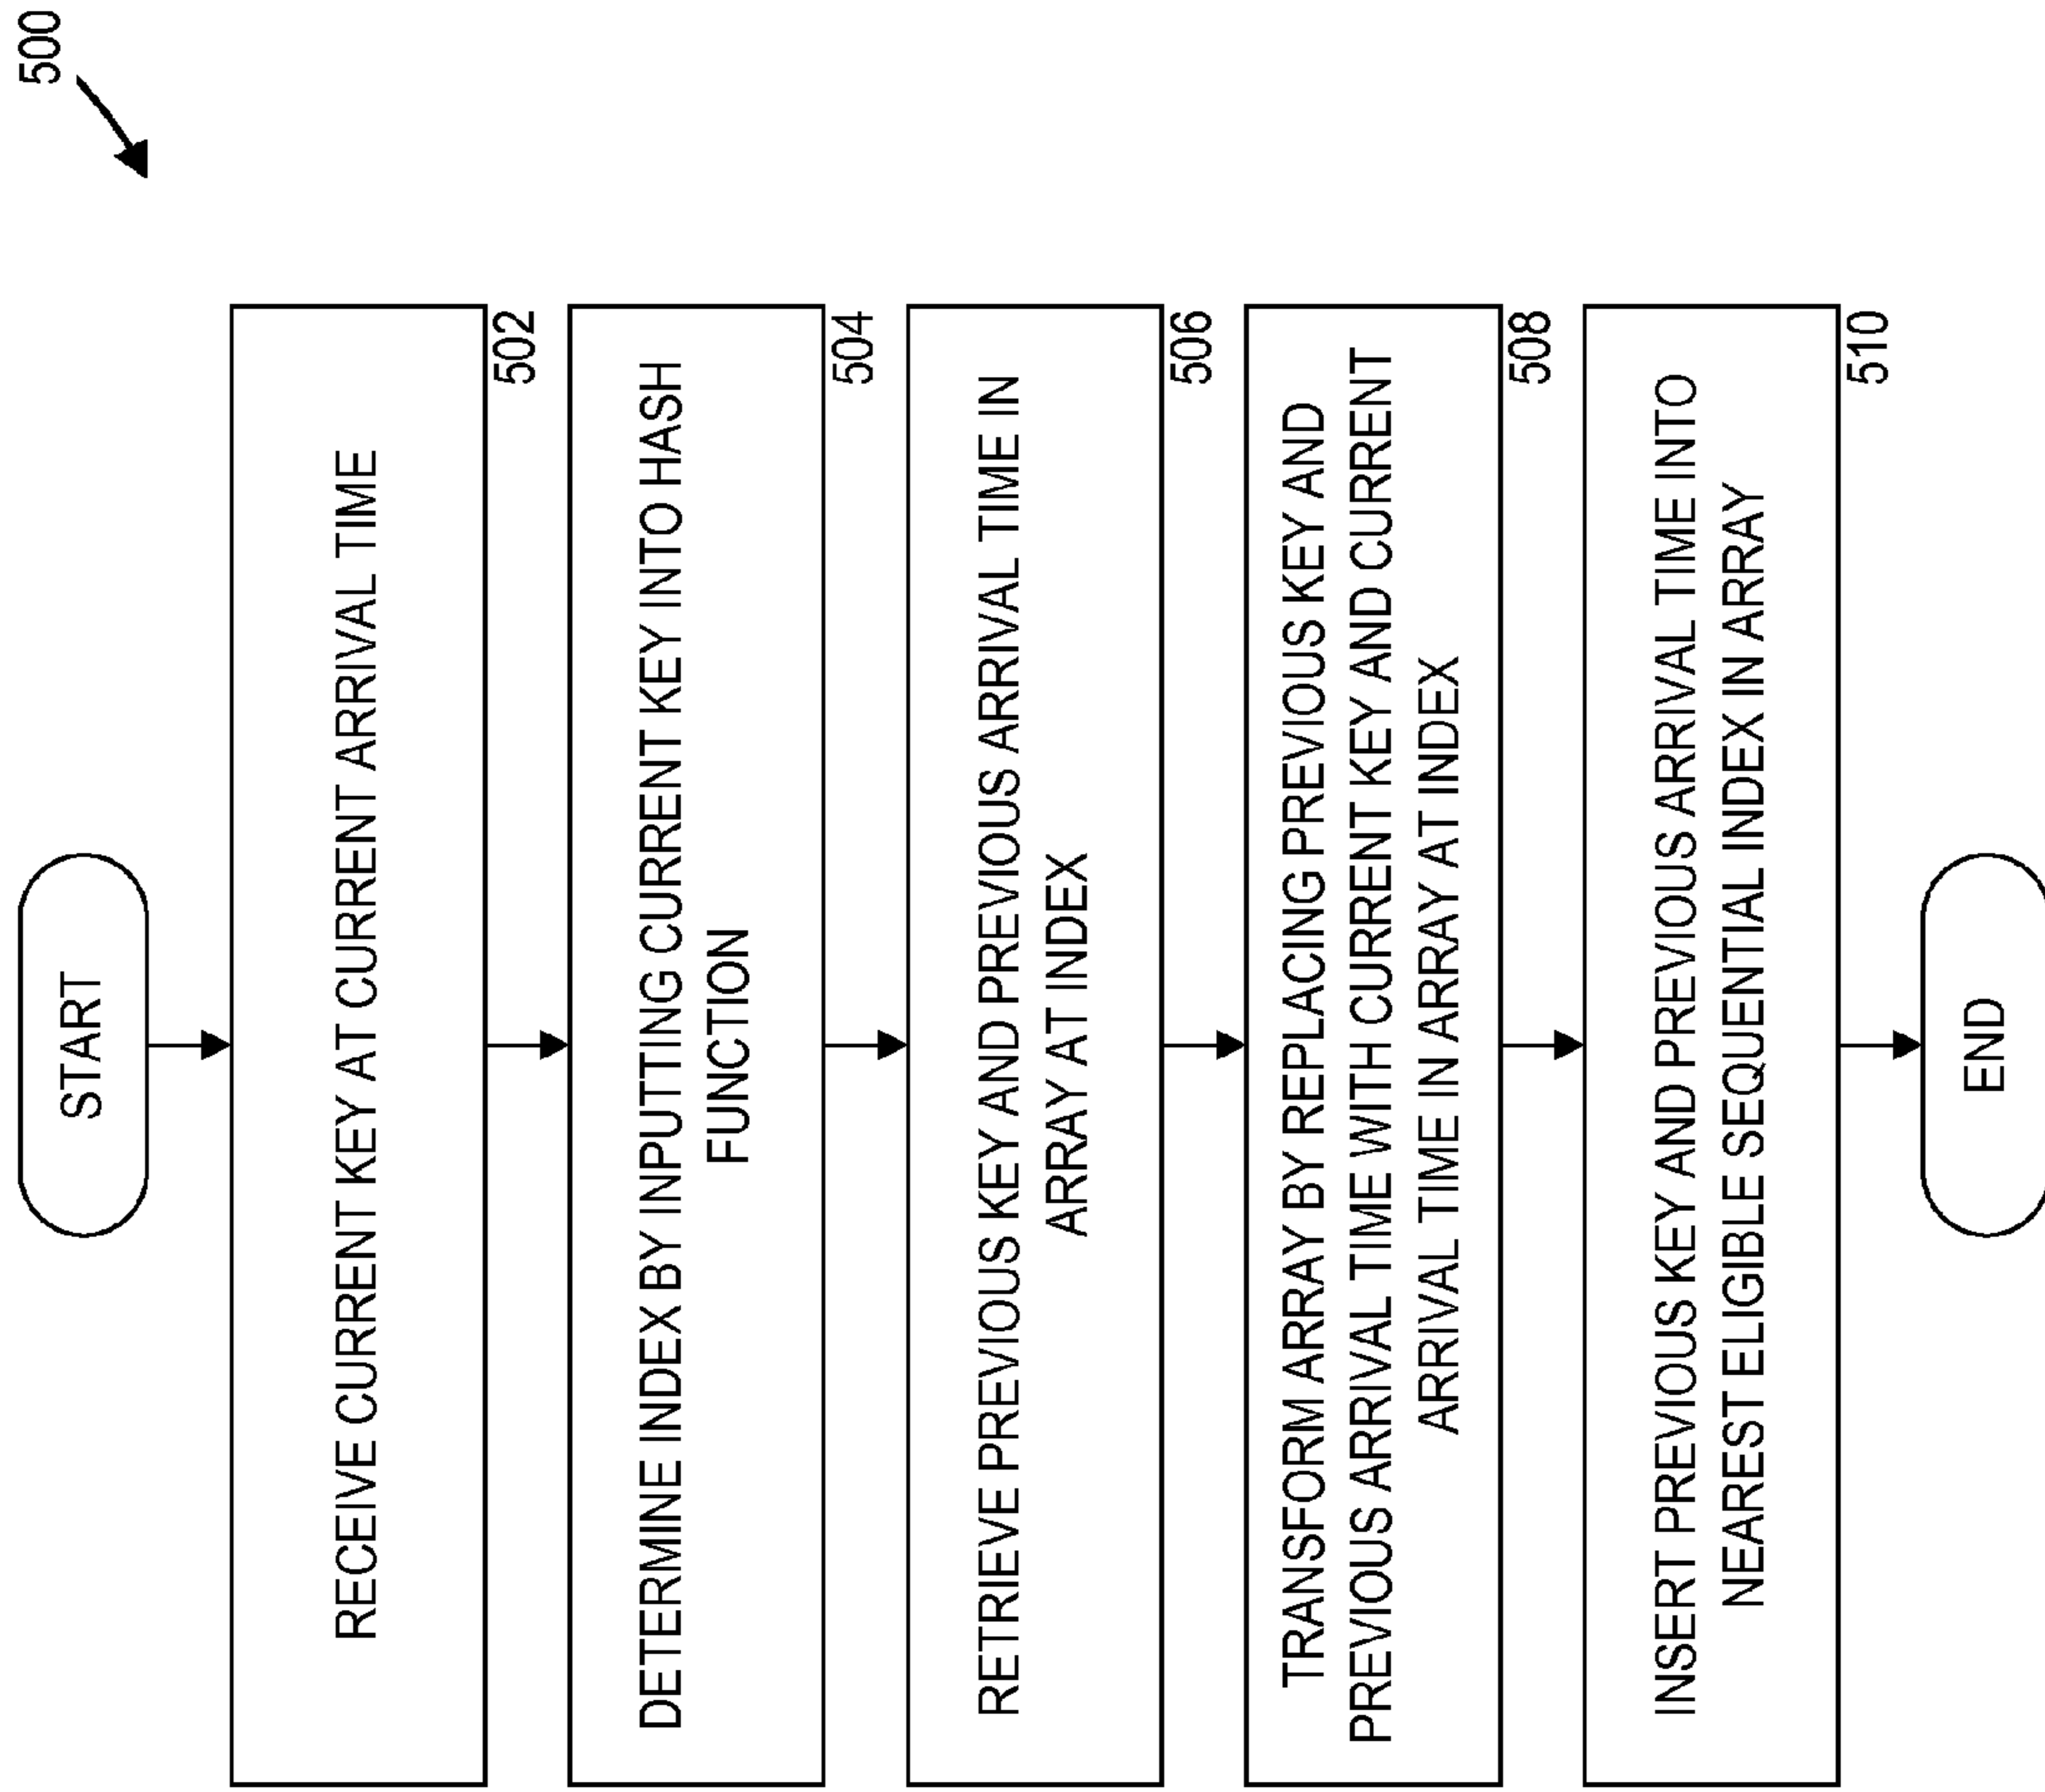 500
START
RECEIVE CURRENT KEY AT CURRENT ARRIVAL TIME
502
DETERMINE INDEX BY INPUTTING CURRENT KEY INTO HASH
FUNCTION
504
RETRIEVE PREVIOUS KEY AND PREVIOUS ARRIVAL TIME IN
ARRAY AT INDEX
506
TRANSFORM ARRAY BY REPLACING PREVIOUS KEY AND
PREVIOUS ARRIVAL TIME WITH CURRENT KEY AND CURRENT
ARRIVAL TIME IN ARRAY AT INDEX
508
INSERT PREVIOUS KEY AND PREVIOUS ARRIVAL TIME INTO
NEAREST ELIGIBLE SEQUENTIAL INDEX IN ARRAY
510
END